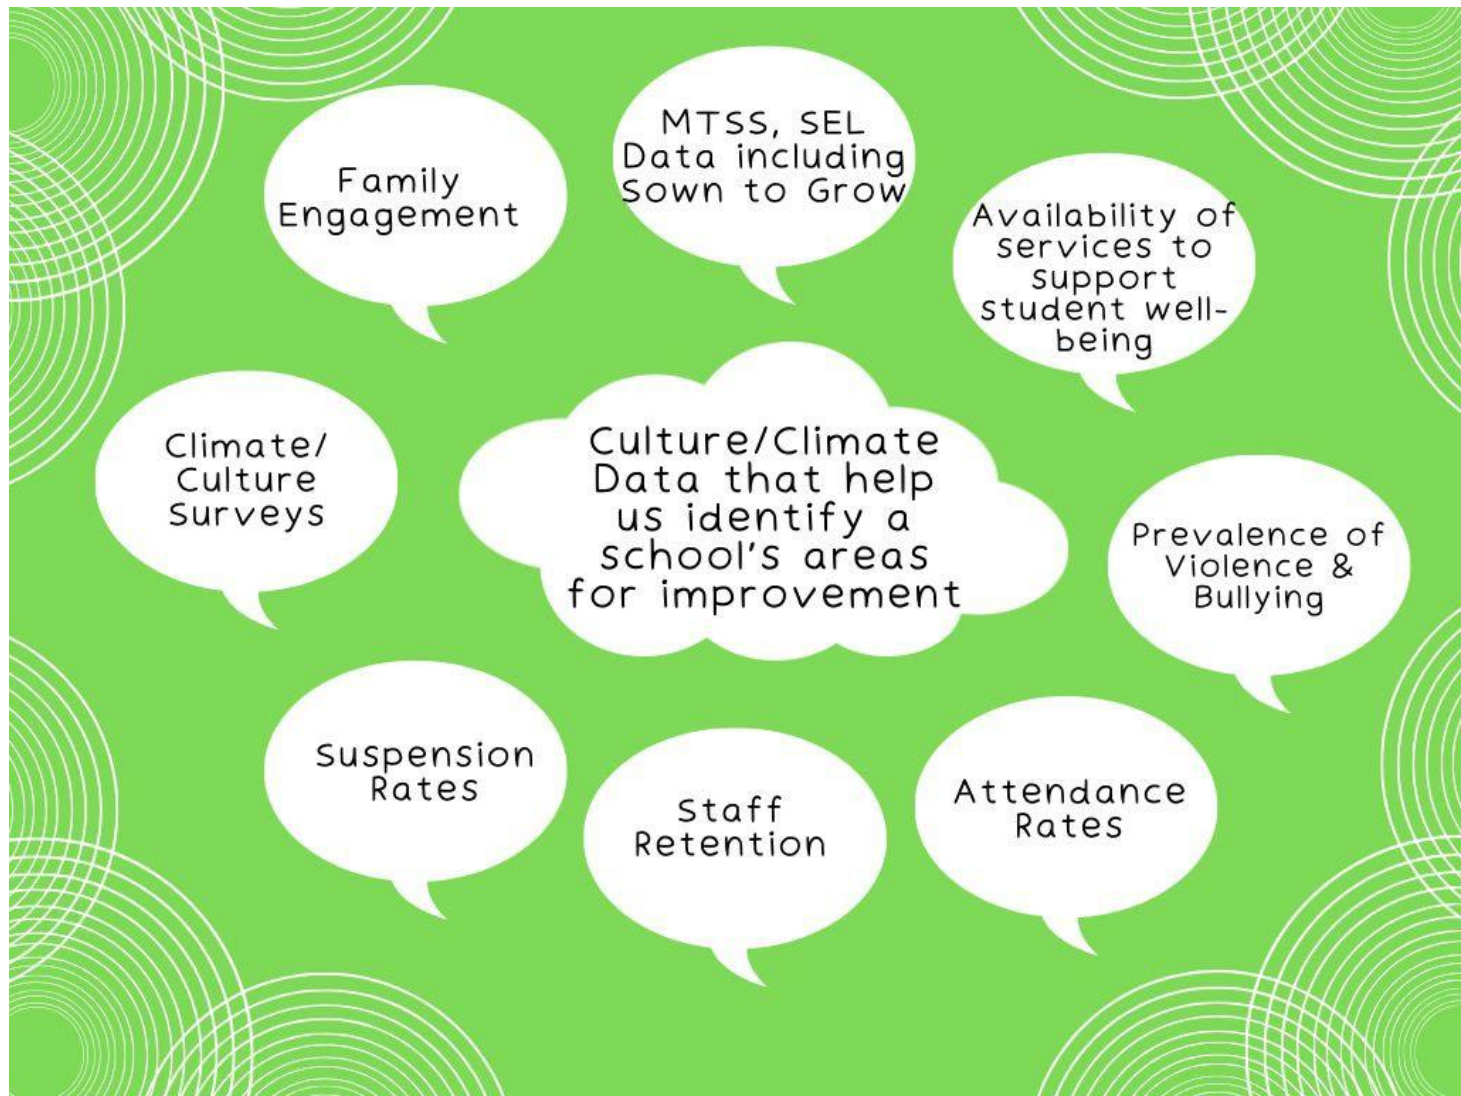 Family
Engagement
MTSS, SEL
Data including
Sown to Grow
Availability of
services to
support
student well-
being
Climate/
Culture
Surveys
Culture/Climate
Data that help
us identify a
school's areas
for improvement
Prevalence of
Violence &
Bullying
Suspension
Rates
Staff
Retention
Attendance
Rates